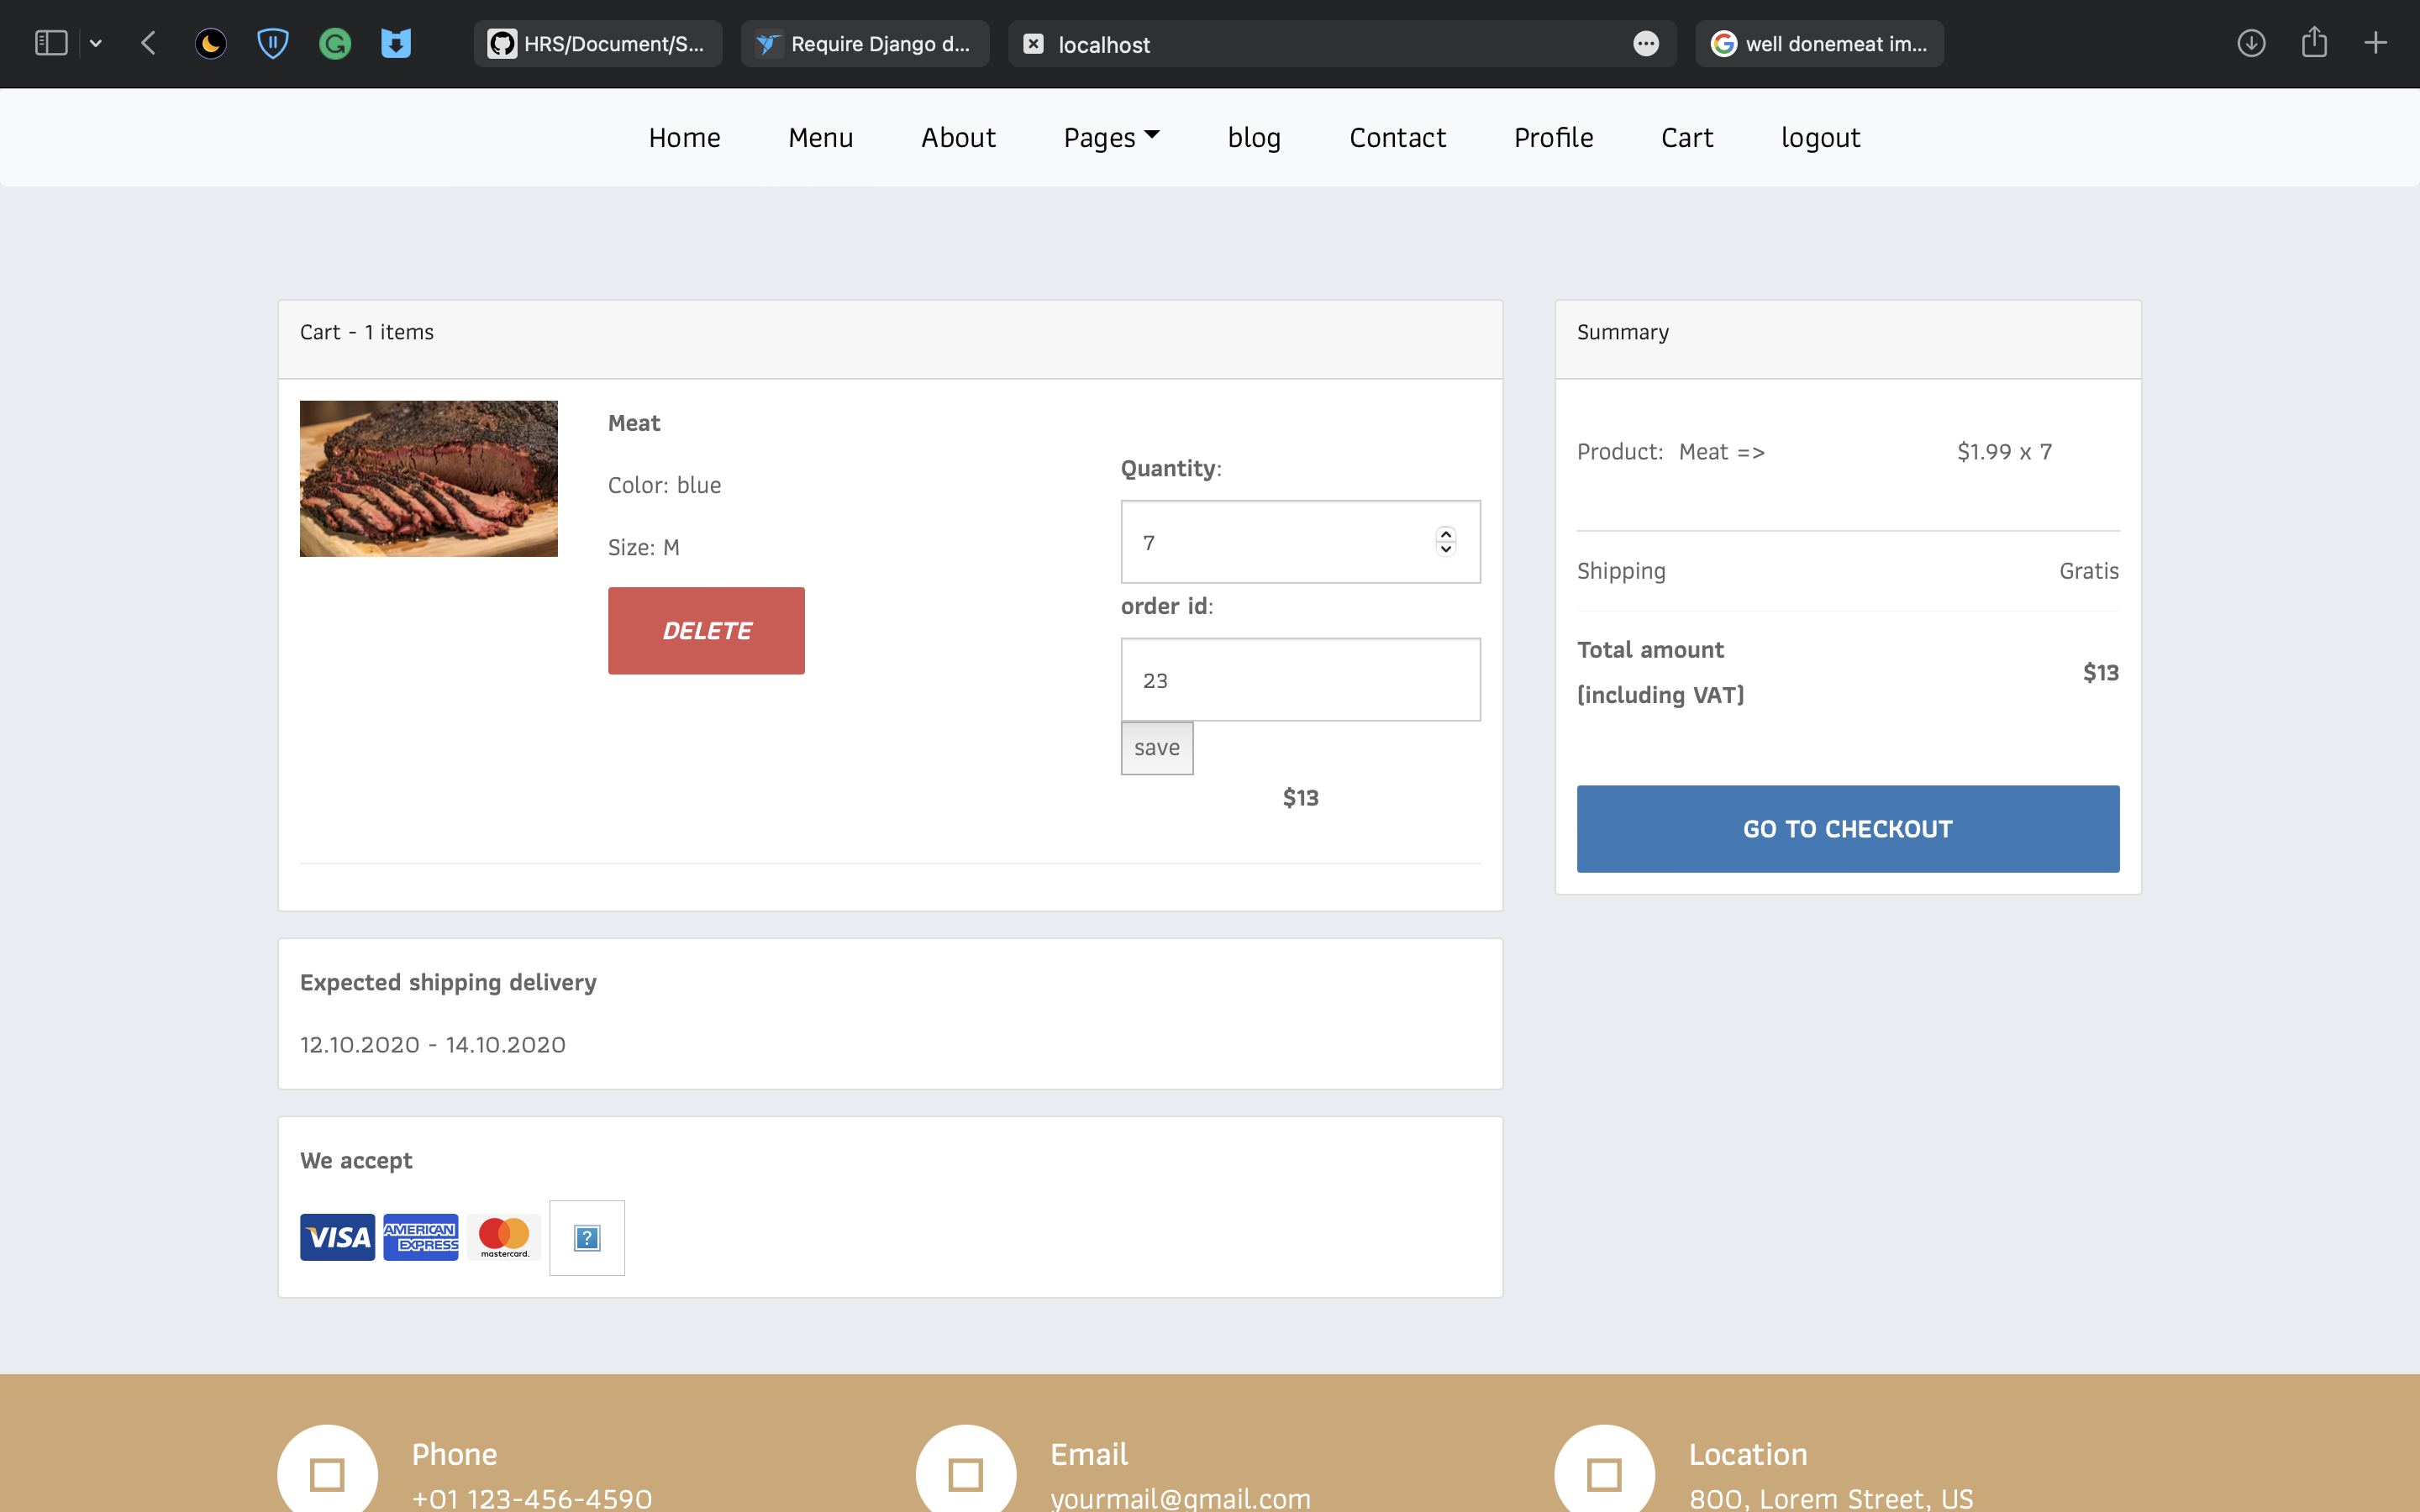 HRS/Document/S...
Require Django d...
localhost
well donemeat im...
Home
Menu
About
Pages
blog
Contact
Profile
Cart
logout
Cart - 1 items
Meat
Color: blue
Size: M
DELETE
Quantity:
7
order id:
23
save
$13
Summary
Product: Meat => $1.99 x 7
Shipping Gratis
Total amount
(including VAT)
$13
GO TO CHECKOUT
Expected shipping delivery
12.10.2020 - 14.10.2020
We accept
VISA
AMERICAN
EXPRESS
mastercard.
?
Phone
+01 123-456-4590
Email
yourmail@gmail.com
Location
800, Lorem Street, US